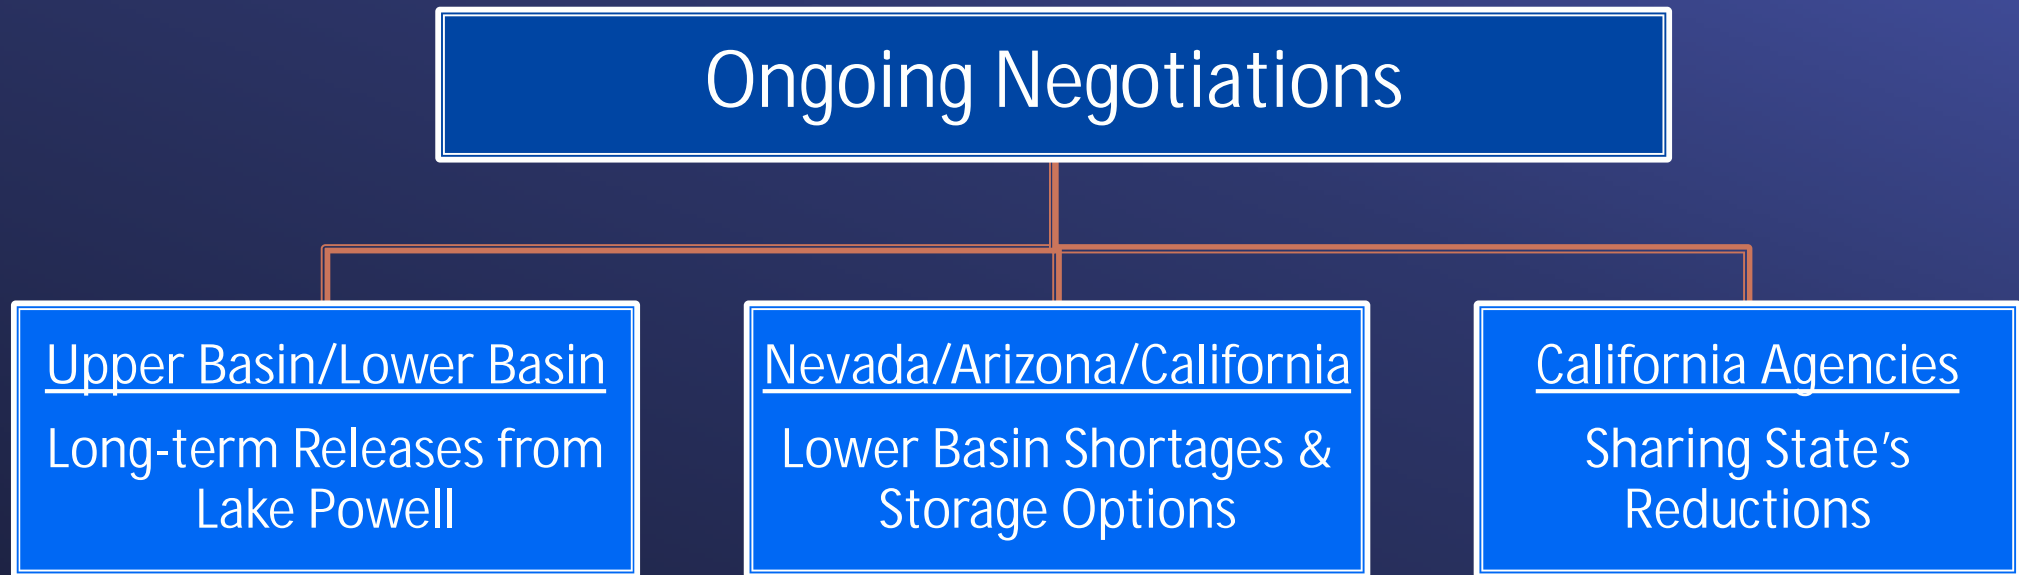 Ongoing Negotiations
Upper Basin/Lower Basin
Long-term Releases from
Lake Powell
Nevada/Arizona/California
Lower Basin Shortages &
Storage Options
California Agencies
Sharing State’s
Reductions